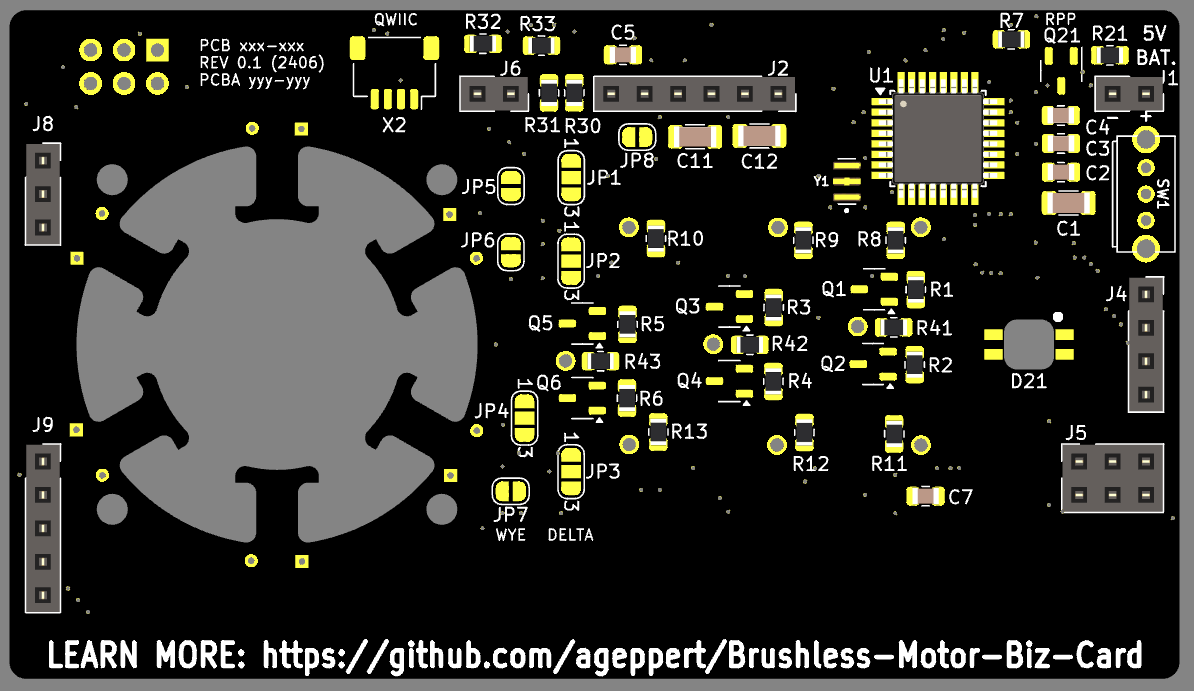 QWIIC
R32
R33
C5
R7
RPP
Q21
R21
5V
BAT.
PCB xxx-xxx
REV 0.1 (2406)
PCBA yyy-yyy
J6
J2
U1
J1
X2
R31
R30
JP8
C11
C12
C4
C3
C2
C1
- +
SW1
Y1
J8
JP5
1
JP1
3
JP6
1
JP2
3
R10
R9
R8
Q1
R1
Q3
R3
Q5
R5
R41
R42
R43
Q2
R2
Q4
R4
Q6
R6
J4
D21
J9
1
JP4
3
R13
R12
R11
J5
1
JP3
3
JP7
WYE
DELTA
C7
LEARN MORE: https://github.com/ageppert/Brushless-Motor-Biz-Card